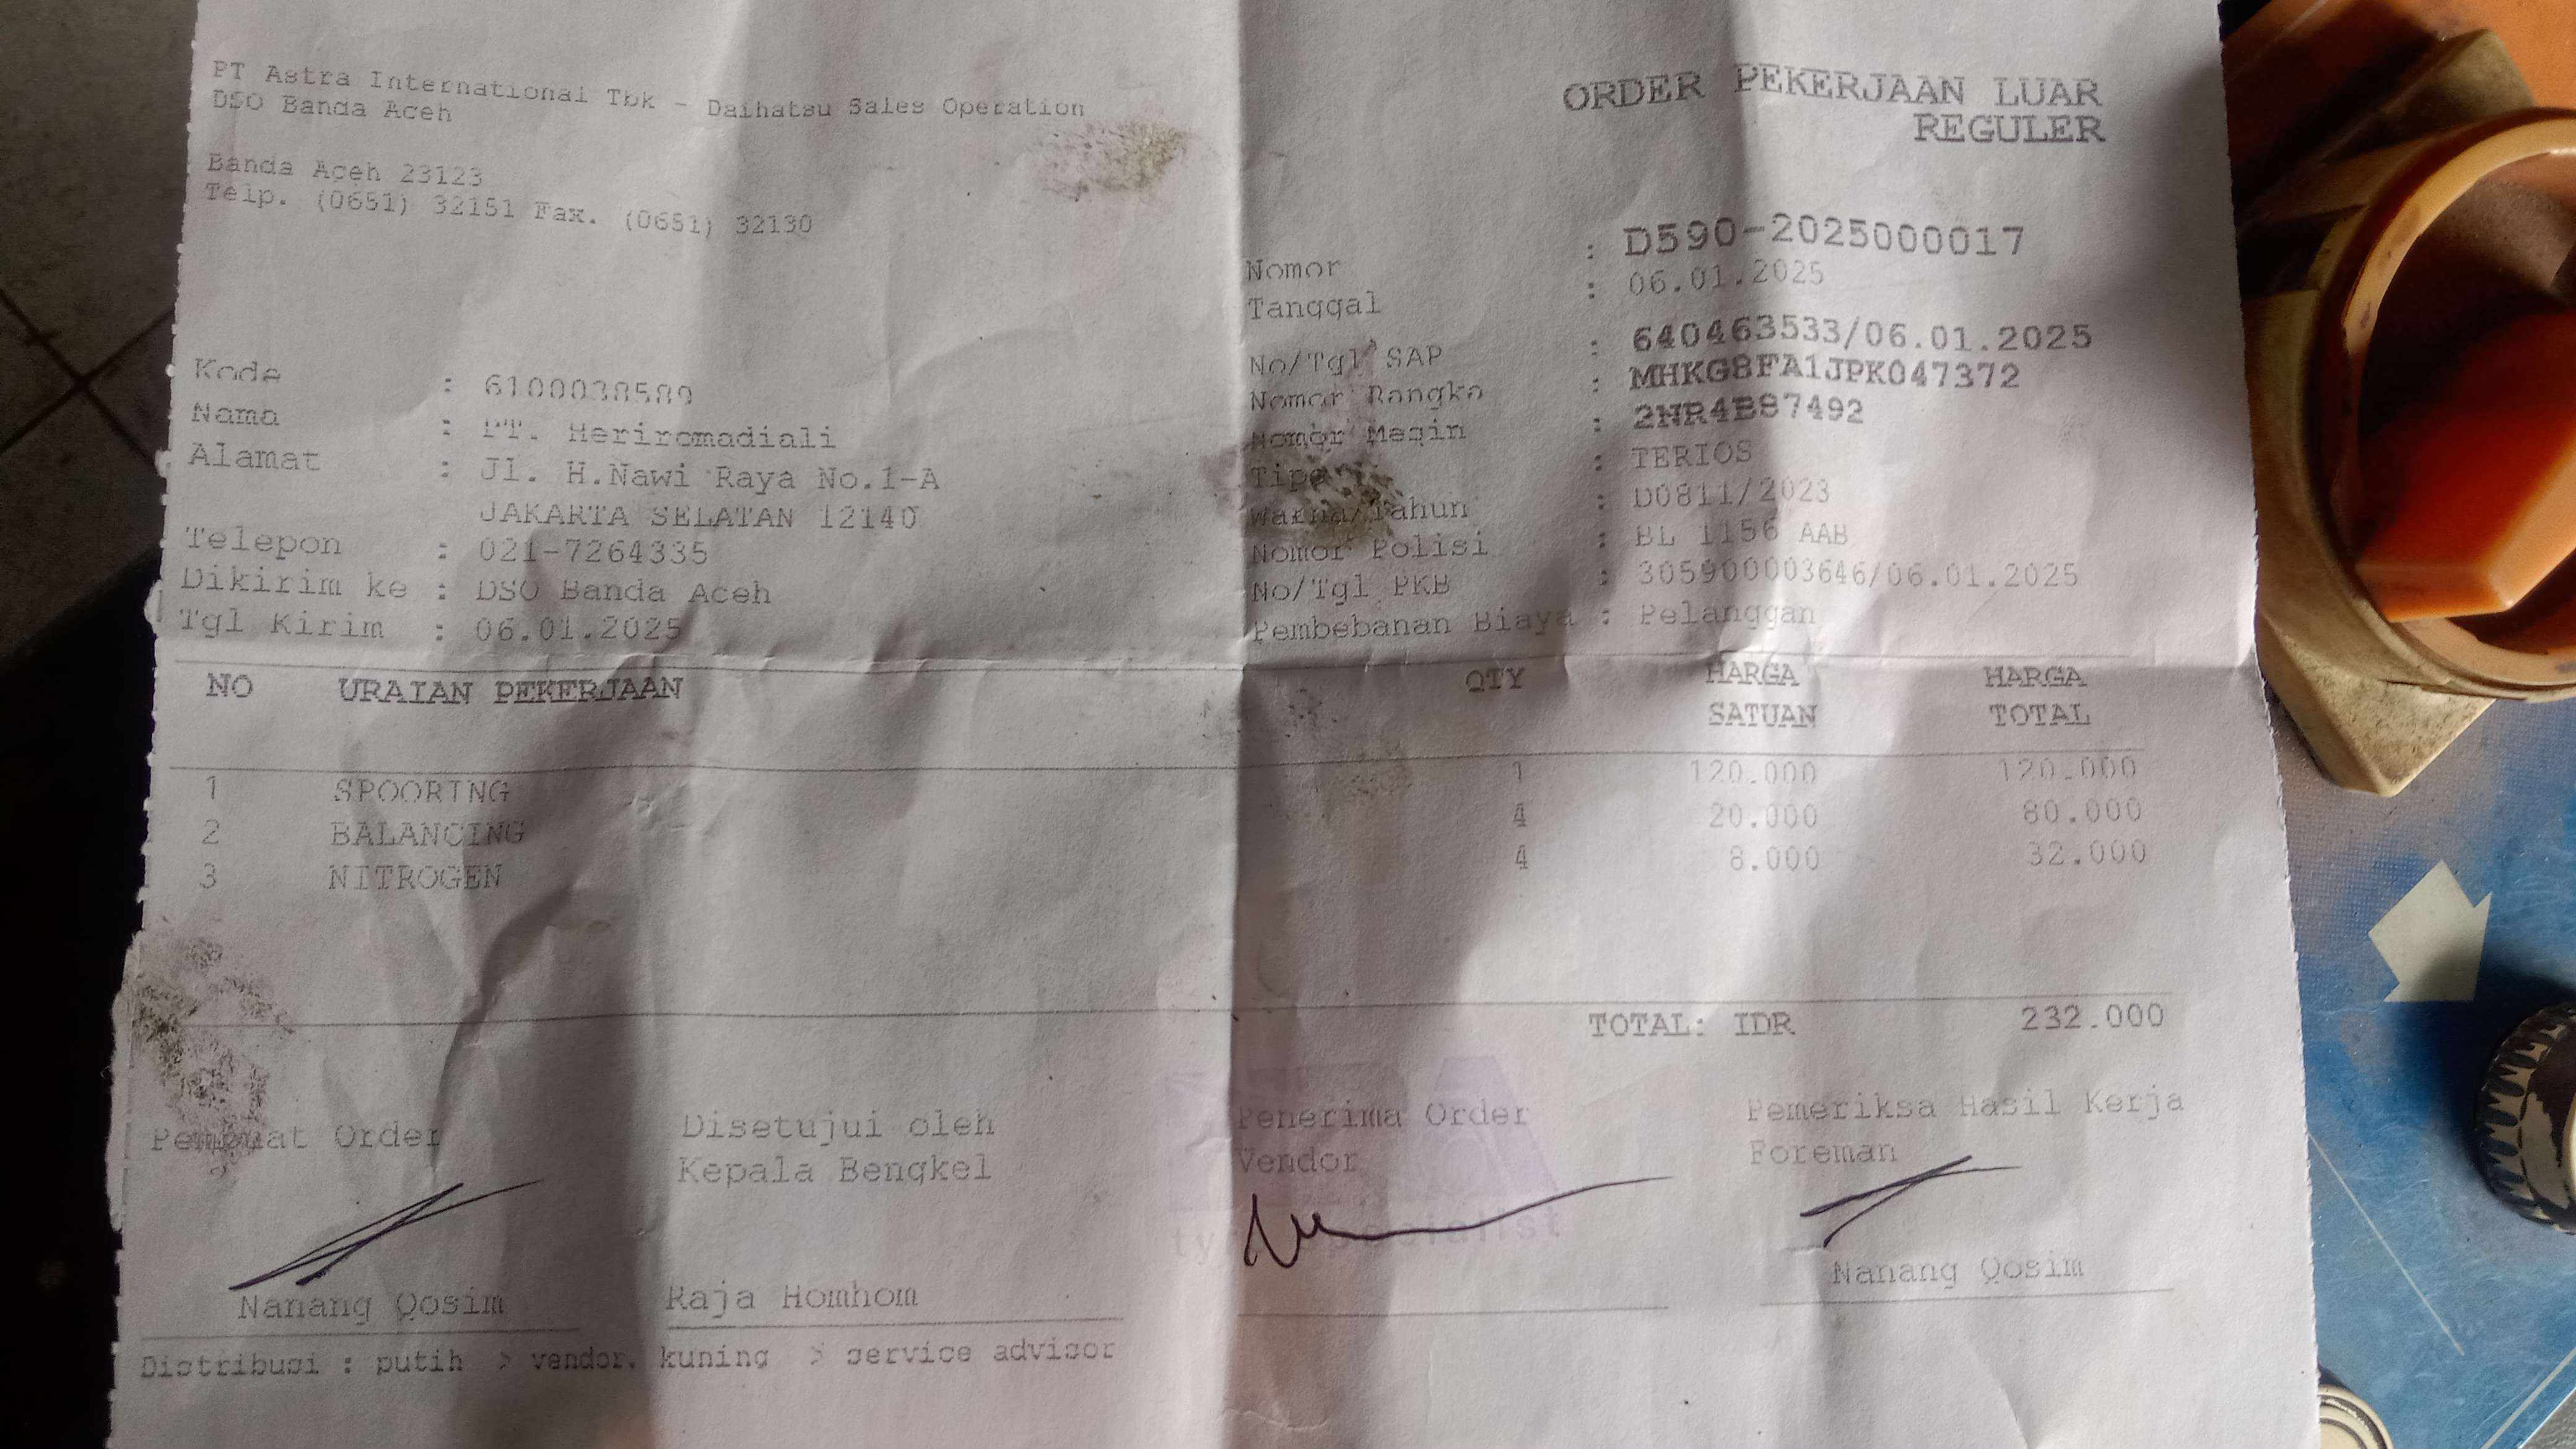 PT Astra International Tbk - Daihatsu Sales Operation
DSO Banda Aceh
Banda Aceh 23123
Telp. (0651) 32151 Fax. (0651) 32130
ORDER PEKERJAAN LUAR
REGULER
Nomor : D590-2025000017
Tanggal : 06.01.2025
No/Tgl SAP : 640463533/06.01.2025
Nomor Rangka : MHKG8FA1JPK047372
Nomor Mesin : 2NR4B87492
Tipe : TERIOS
Warna/Tahun : D0811/2023
Nomor Polisi : BL 1156 AAB
No/Tgl PKB : 305900003646/06.01.2025
Pembebanan Biaya : Pelanggan
Kode : 6100038589
Nama : PT. Heriromadiali
Alamat : Jl. H.Nawi Raya No.1-A
JAKARTA SELATAN 12140
Telepon : 021-7264335
Dikirim ke : DSO Banda Aceh
Tgl Kirim : 06.01.2025
NO URAIAN PEKERJAAN QTY HARGA SATUAN HARGA TOTAL
1 SPOORING 1 120.000 120.000
2 BALANCING 4 20.000 80.000
3 NITROGEN 4 8.000 32.000
TOTAL: IDR 232.000
Pembuat Order
Nanang Qosim
Disetujui oleh
Kepala Bengkel
Raja Homhom
Penerima Order
Vendor
Pemeriksa Hasil Kerja
Foreman
Nanang Qosim
Distribusi : putih > vendor, kuning > service advisor